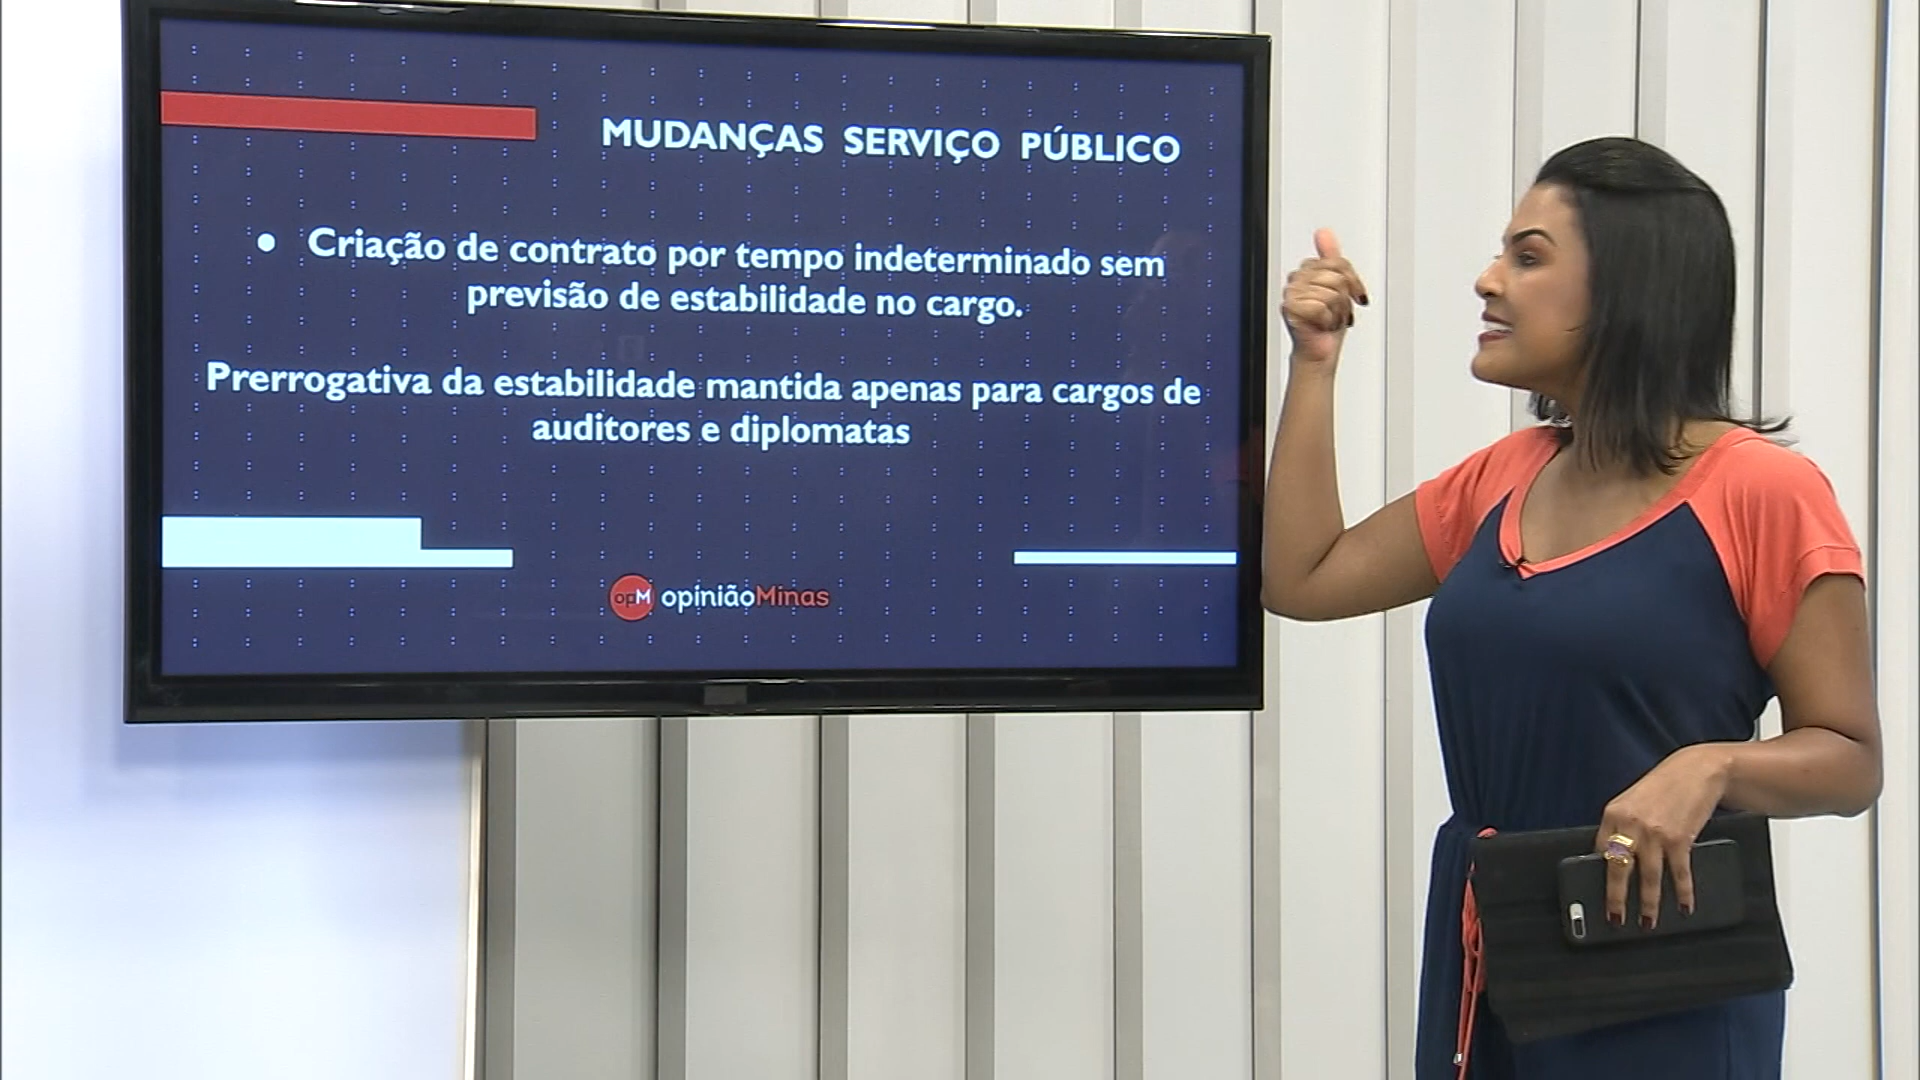 MUDANÇAS SERVIÇO PÚBLICO
• Criação de contrato por tempo indeterminado sem
previsão de estabilidade no cargo.
Prerrogativa da estabilidade mantida apenas para cargos de
auditores e diplomatas
opM opiniãoMinas